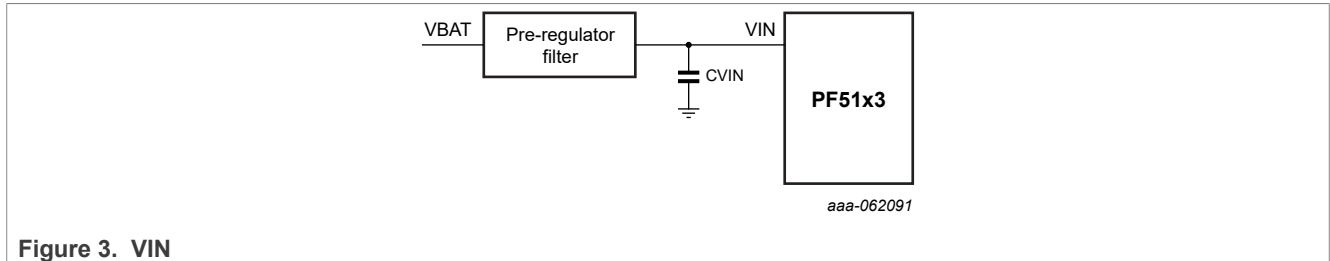 VBAT
Pre-regulator
filter
VIN
CVIN
PF51x3
aaa-062091
Figure 3. VIN